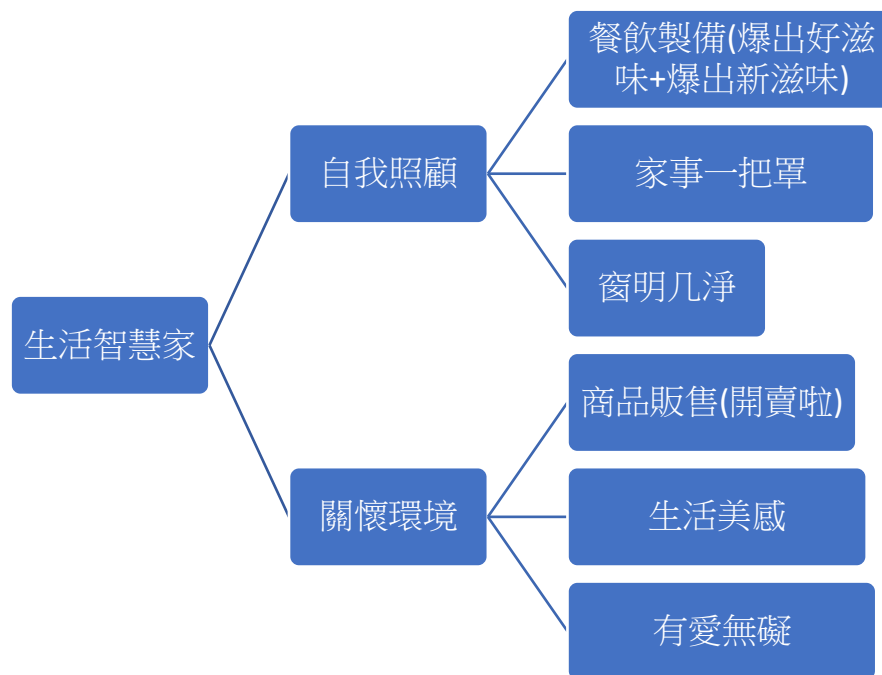 生活智慧家
自我照顧
餐飲製備(爆出好滋
味+爆出新滋味)
家事一把罩
窗明几淨
關懷環境
商品販售(開賣啦)
生活美感
有愛無礙